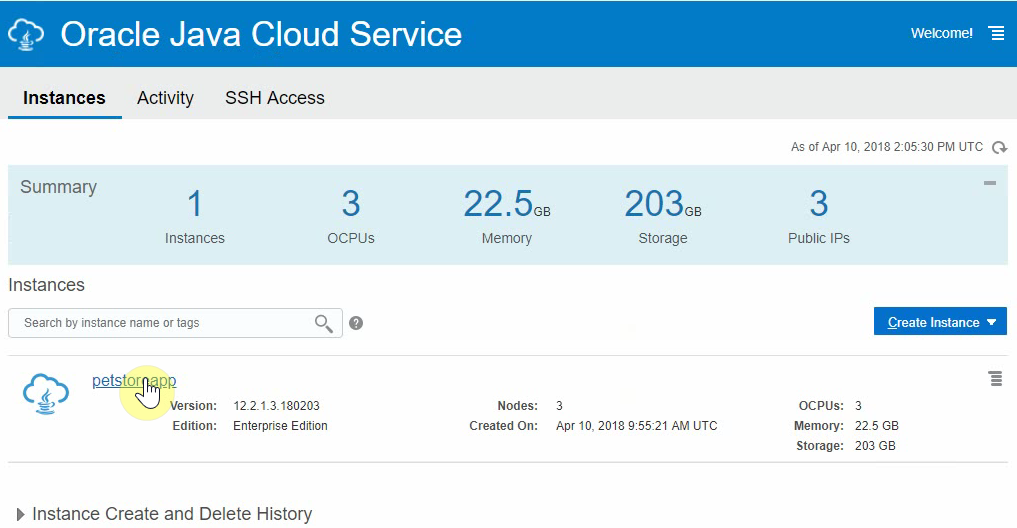 Oracle Java Cloud Service
Welcome!
Instances Activity SSH Access
As of Apr 10, 2018 2:05:30 PM UTC
Summary
1 3 22.5GB 203GB 3
Instances OCPUs Memory Storage Public IPs
Instances
Search by instance name or tags
Create Instance
petstoreapp
Version: 12.2.1.3.180203 Nodes: 3 OCPUs: 3
Edition: Enterprise Edition Created On: Apr 10, 2018 9:55:21 AM UTC Memory: 22.5 GB
Storage: 203 GB
Instance Create and Delete History